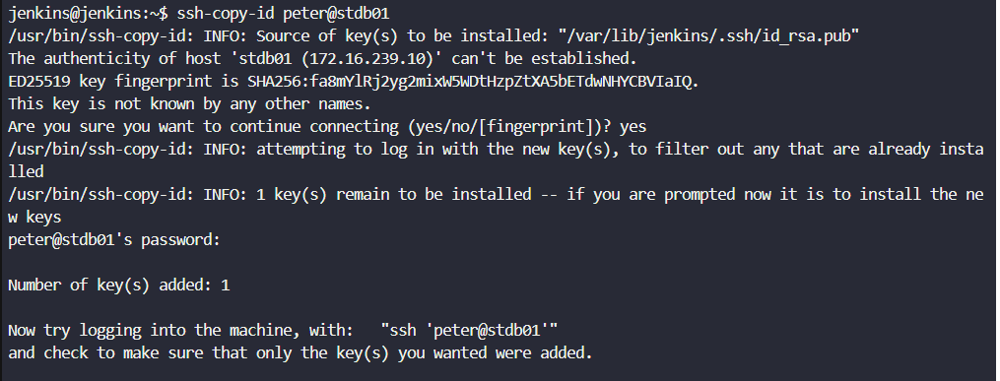 jenkins@jenkins:~$ ssh-copy-id peter@stdb01
/usr/bin/ssh-copy-id: INFO: Source of key(s) to be installed: "/var/lib/jenkins/.ssh/id_rsa.pub"
The authenticity of host 'stdb01 (172.16.239.10)' can't be established.
ED25519 key fingerprint is SHA256:fa8mYlRj2yg2mixW5WDtHzpZtXA5bETdwNHYCBVIaIQ.
This key is not known by any other names.
Are you sure you want to continue connecting (yes/no/[fingerprint])? yes
/usr/bin/ssh-copy-id: INFO: attempting to log in with the new key(s), to filter out any that are already insta
lled
/usr/bin/ssh-copy-id: INFO: 1 key(s) remain to be installed -- if you are prompted now it is to install the ne
w keys
peter@stdb01's password:
Number of key(s) added: 1
Now try logging into the machine, with:   "ssh 'peter@stdb01'"
and check to make sure that only the key(s) you wanted were added.